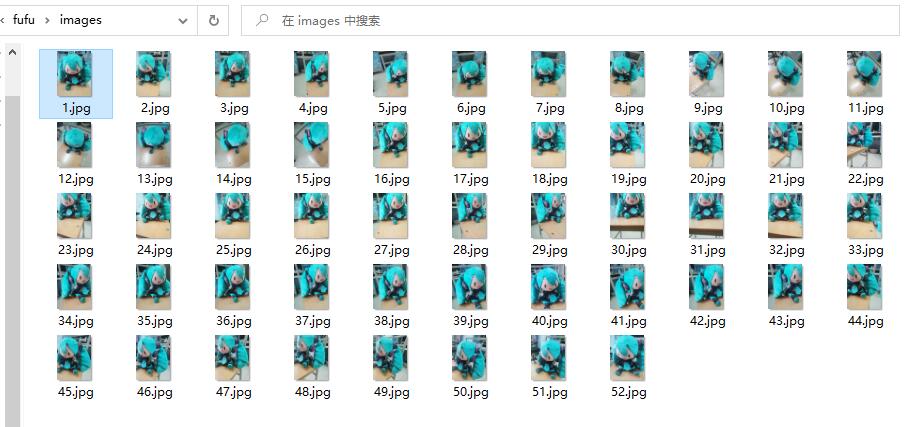 fufu > images
在 images 中搜索
1.jpg 2.jpg 3.jpg 4.jpg 5.jpg 6.jpg 7.jpg 8.jpg 9.jpg 10.jpg 11.jpg
12.jpg 13.jpg 14.jpg 15.jpg 16.jpg 17.jpg 18.jpg 19.jpg 20.jpg 21.jpg 22.jpg
23.jpg 24.jpg 25.jpg 26.jpg 27.jpg 28.jpg 29.jpg 30.jpg 31.jpg 32.jpg 33.jpg
34.jpg 35.jpg 36.jpg 37.jpg 38.jpg 39.jpg 40.jpg 41.jpg 42.jpg 43.jpg 44.jpg
45.jpg 46.jpg 47.jpg 48.jpg 49.jpg 50.jpg 51.jpg 52.jpg